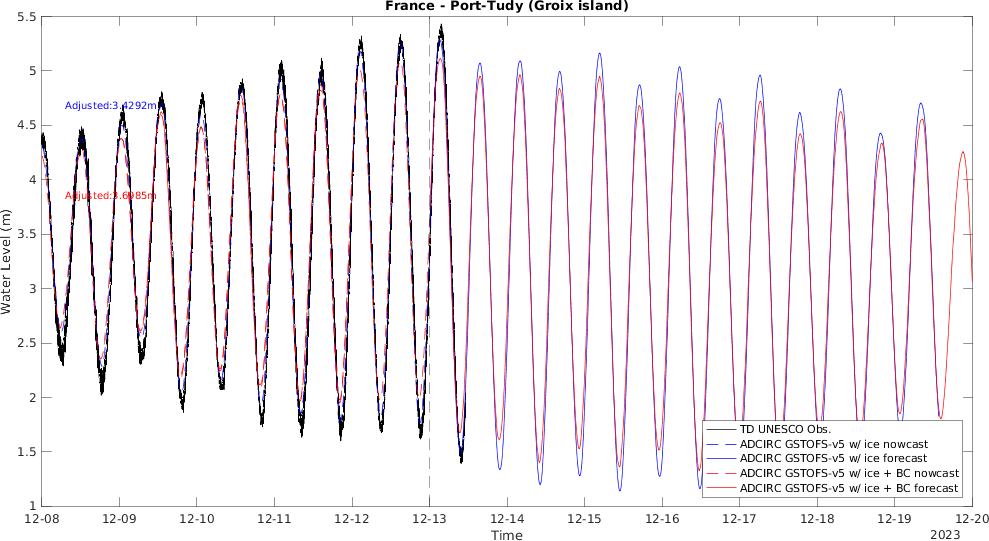 France - Port-Tudy (Groix island)
5.5
5
4.5
4
3.5
3
2.5
2
1.5
1
Water Level (m)
Adjusted:3.4292m
Adjusted:3.6985m
TD UNESCO Obs.
ADCIRC GSTOFS-v5 w/ ice nowcast
ADCIRC GSTOFS-v5 w/ ice forecast
ADCIRC GSTOFS-v5 w/ ice + BC nowcast
ADCIRC GSTOFS-v5 w/ ice + BC forecast
12-08 12-09 12-10 12-11 12-12 12-13 12-14 12-15 12-16 12-17 12-18 12-19 12-20
Time
2023